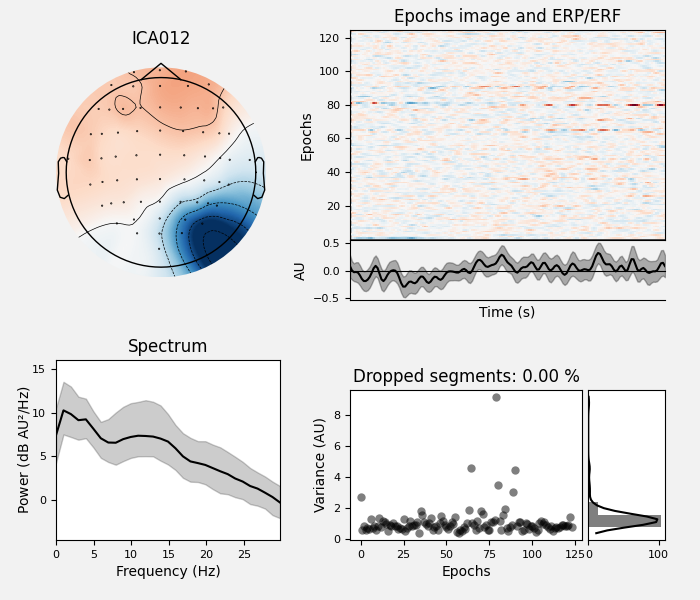 ICA012
Epochs image and ERP/ERF
120
100
80
60
40
20
Epochs
0.5
0.0
−0.5
AU
Time (s)
Spectrum
15
10
5
0
Power (dB AU²/Hz)
0 5 10 15 20 25
Frequency (Hz)
Dropped segments: 0.00 %
8
6
4
2
0
Variance (AU)
0 25 50 75 100 125
Epochs
0 100